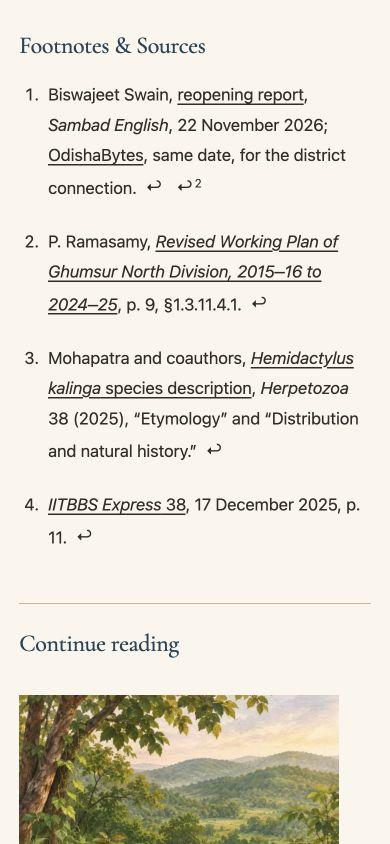 Footnotes & Sources
1. Biswajeet Swain, reopening report,
Sambad English, 22 November 2026;
OdishaBytes, same date, for the district
connection. ↩ ↩2
2. P. Ramasamy, Revised Working Plan of
Ghumsur North Division, 2015–16 to
2024–25, p. 9, §1.3.11.4.1. ↩
3. Mohapatra and coauthors, Hemidactylus
kalinga species description, Herpetozoa
38 (2025), “Etymology” and “Distribution
and natural history.” ↩
4. IITBBS Express 38, 17 December 2025, p.
11. ↩
Continue reading